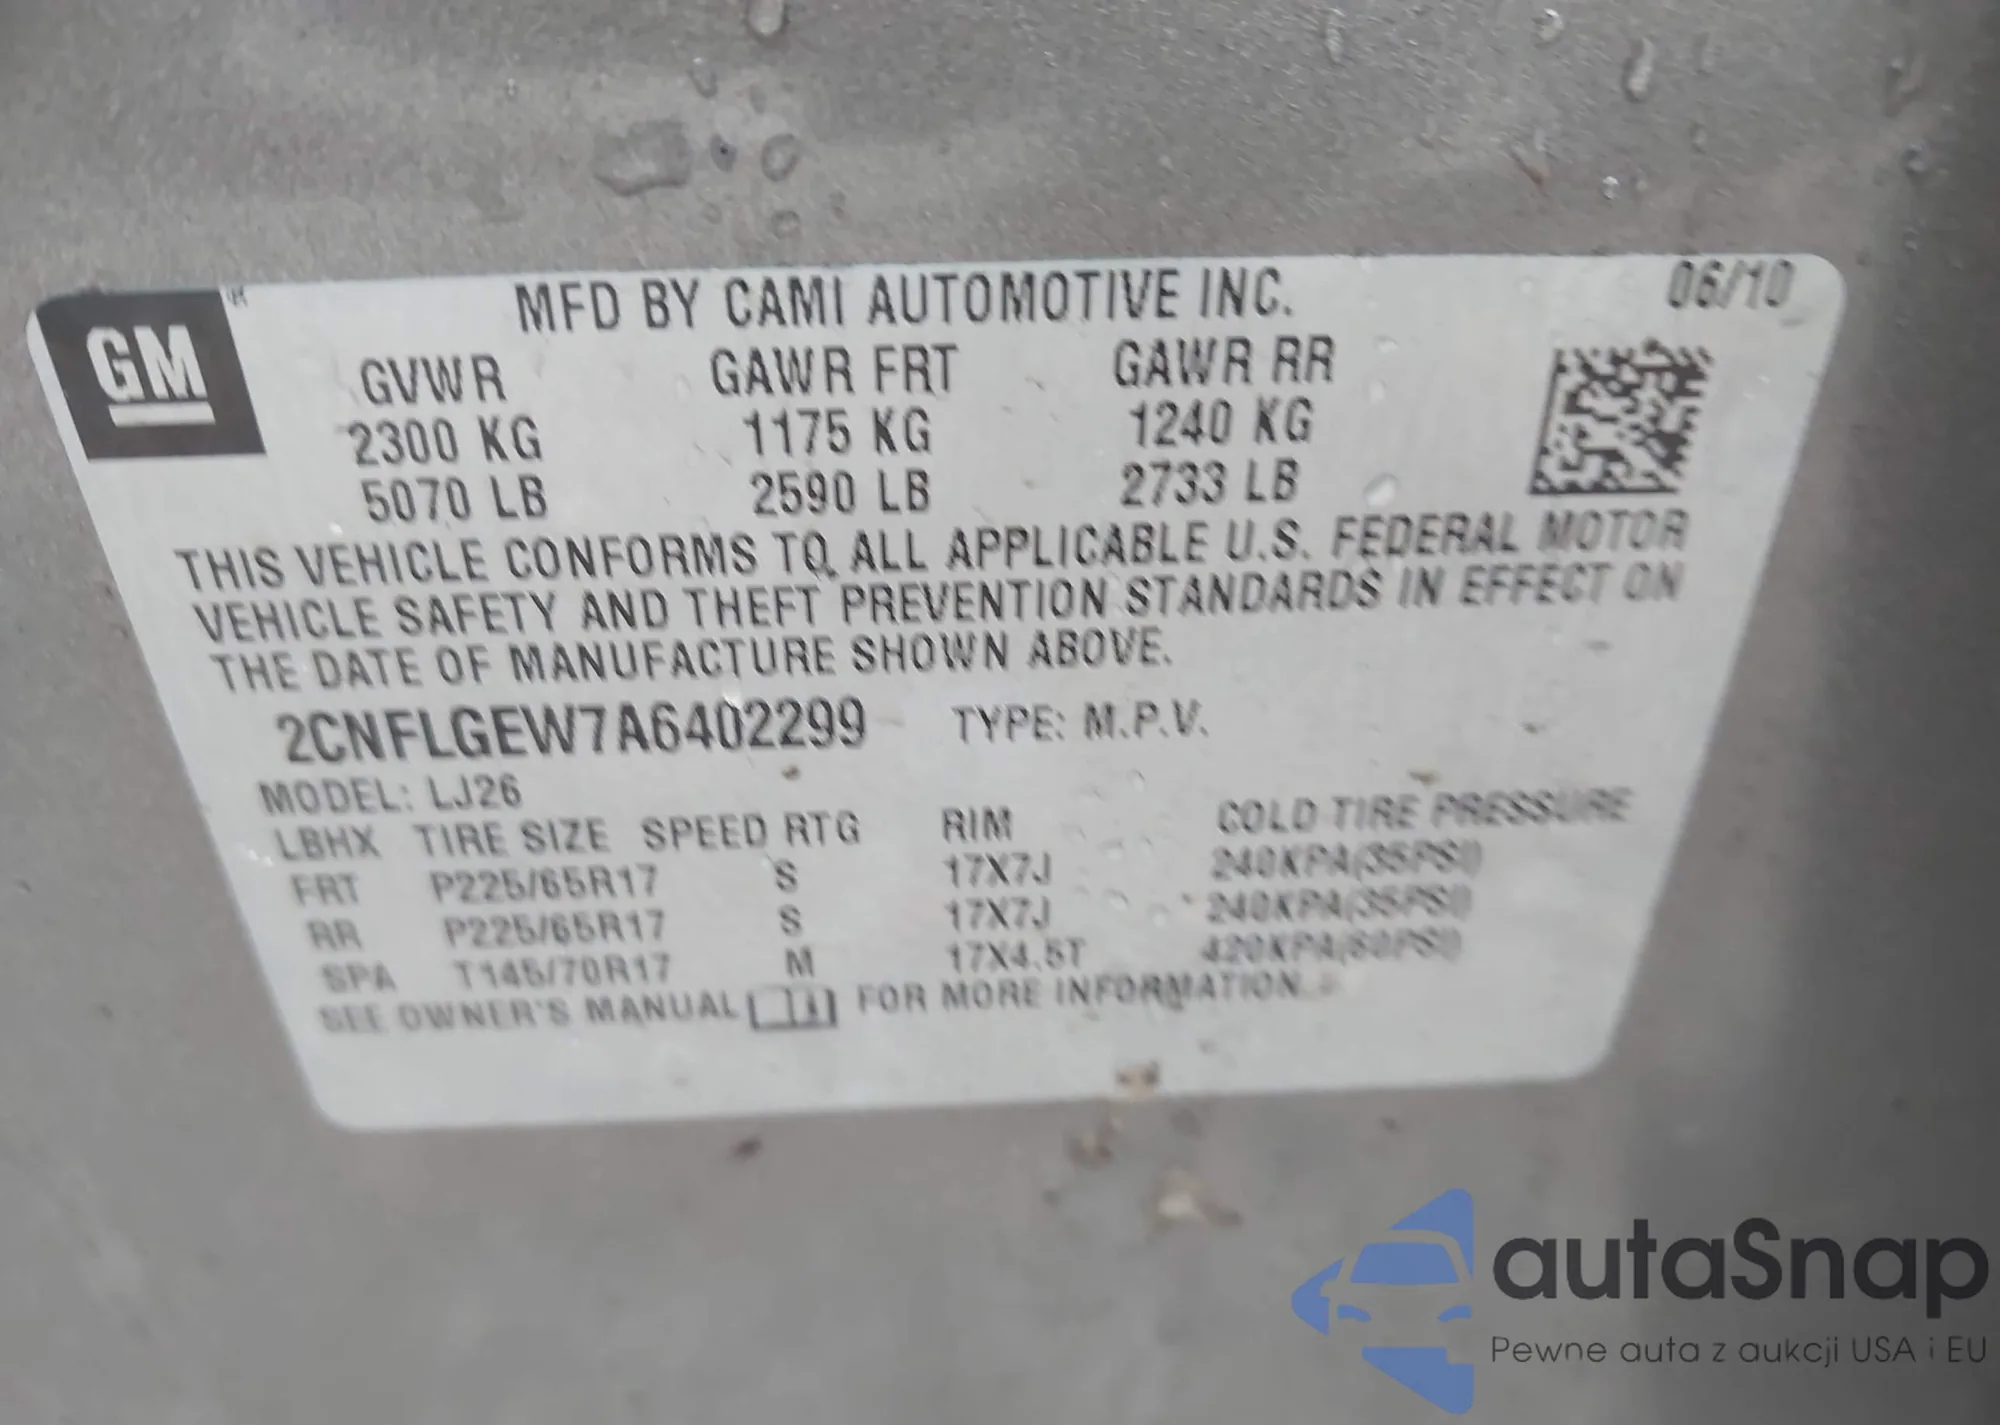 GM
MFD BY CAMI AUTOMOTIVE INC. 06/10
GVWR GAWR FRT GAWR RR
2300 KG 1175 KG 1240 KG
5070 LB 2590 LB 2733 LB
THIS VEHICLE CONFORMS TO ALL APPLICABLE U.S. FEDERAL MOTOR
VEHICLE SAFETY AND THEFT PREVENTION STANDARDS IN EFFECT ON
THE DATE OF MANUFACTURE SHOWN ABOVE.
2CNFLGEW7A6402299 TYPE: M.P.V.
MODEL: LJ26
LBHX TIRE SIZE SPEED RTG RIM COLD TIRE PRESSURE
FRT P225/65R17 S 17X7J 240KPA(35PSI)
RR P225/65R17 S 17X7J 240KPA(35PSI)
SPA T145/70R17 M 17X4.5T 420KPA(60PSI)
SEE OWNER'S MANUAL FOR MORE INFORMATION.
autaSnap
Pewne auta z aukcji USA i EU